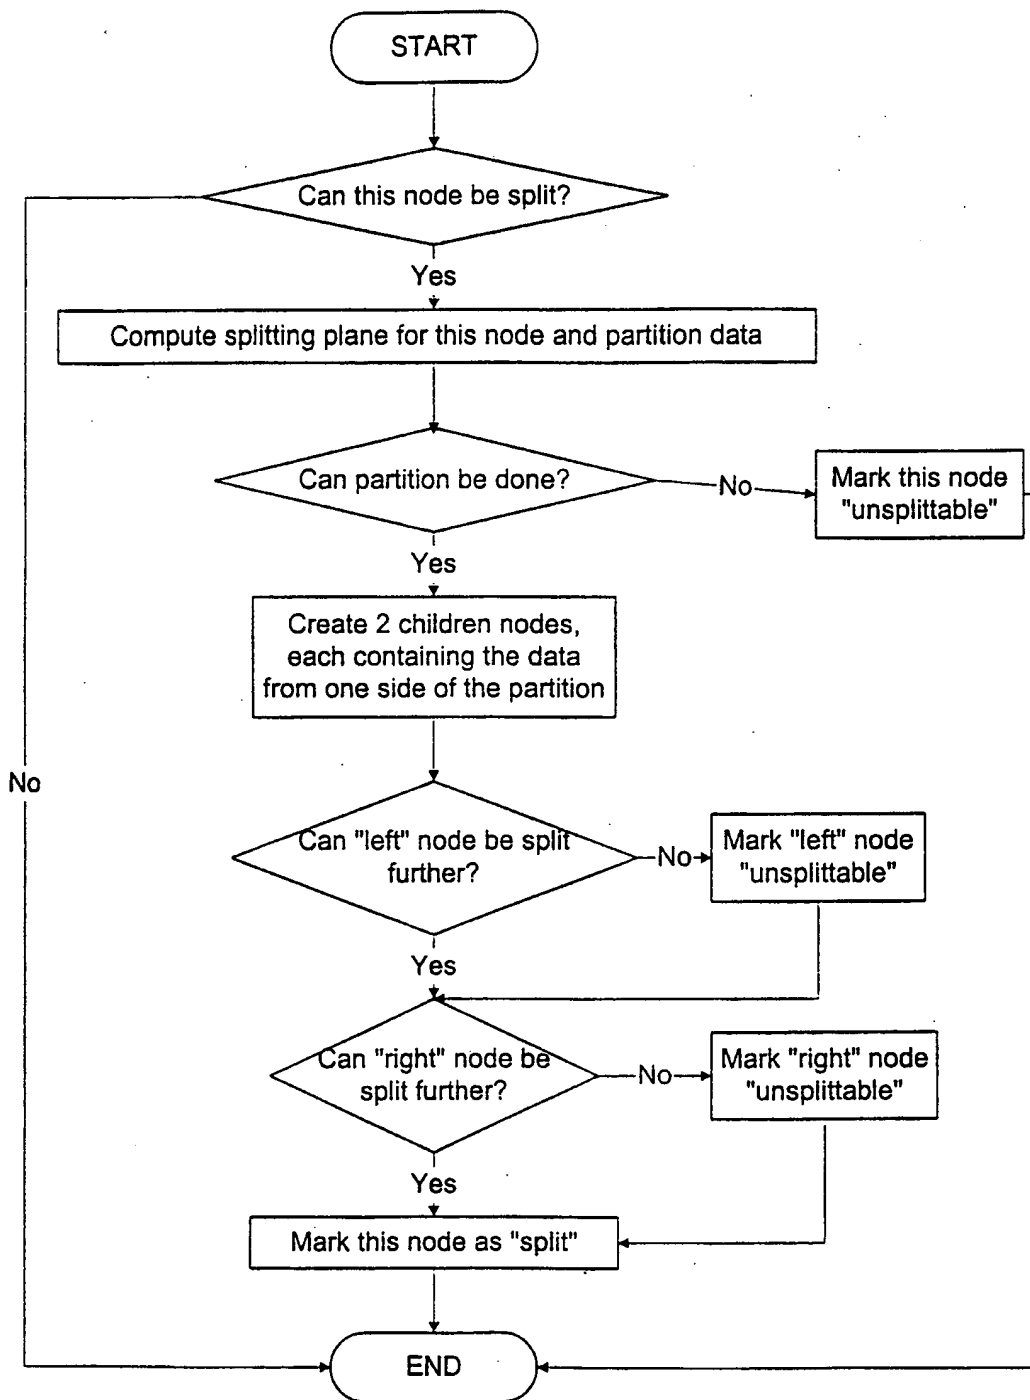 START
Can this node be split?
Yes
Compute splitting plane for this node and partition data
Can partition be done?
No
Mark this node
"unsplittable"
Yes
Create 2 children nodes,
each containing the data
from one side of the partition
No
Can "left" node be split
further?
No
Mark "left" node
"unsplittable"
Yes
Can "right" node be
split further?
No
Mark "right" node
"unsplittable"
Yes
Mark this node as "split"
END